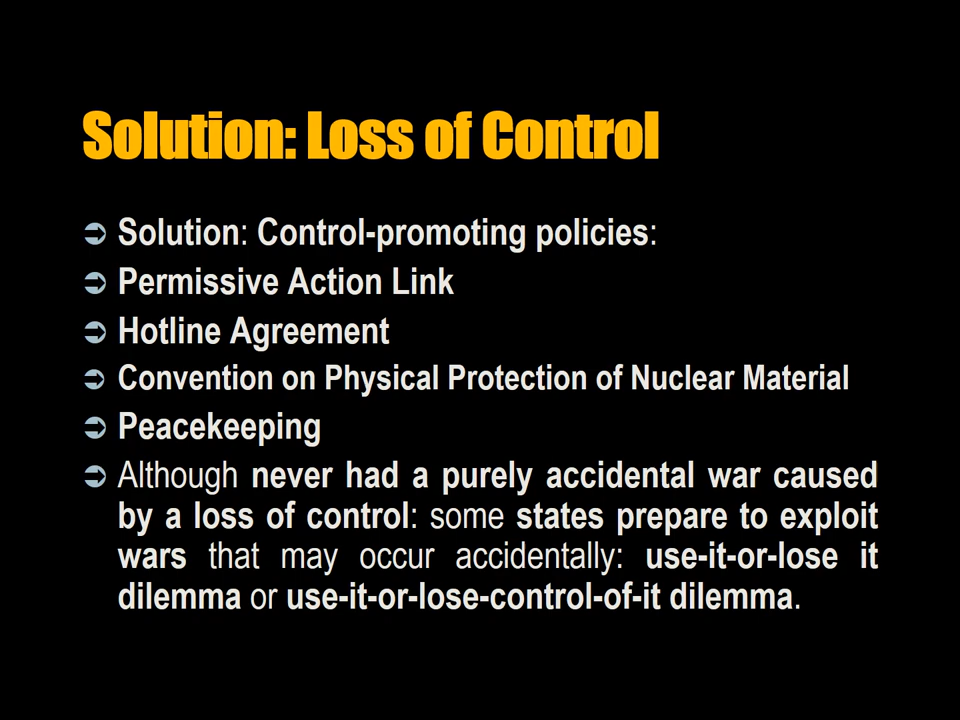 Solution: Loss of Control
Solution: Control-promoting policies:
Permissive Action Link
Hotline Agreement
Convention on Physical Protection of Nuclear Material
Peacekeeping
Although never had a purely accidental war caused
by a loss of control: some states prepare to exploit
wars that may occur accidentally: use-it-or-lose it
dilemma or use-it-or-lose-control-of-it dilemma.